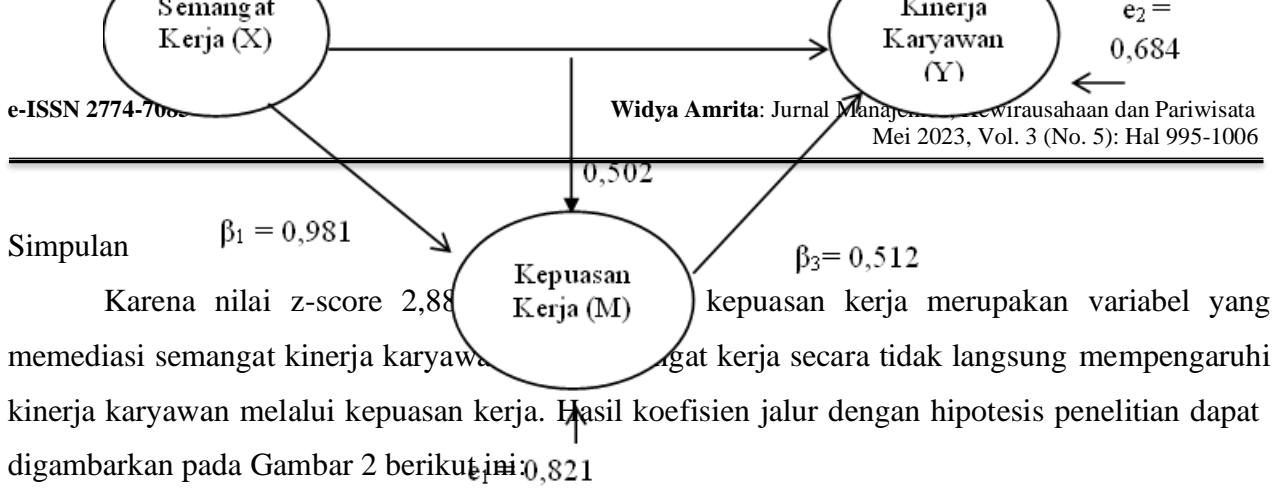 Semangat
Kerja (X)
Kinerja
Karyawan
(Y)
e₂ =
0,684
e-ISSN 2774-708
Widya Amrita: Jurnal Manajemen, Kewirausahaan dan Pariwisata
Mei 2023, Vol. 3 (No. 5): Hal 995-1006
0,502
β₁ = 0,981
β₃= 0,512
Kepuasan
Kerja (M)
Simpulan
Karena nilai z-score 2,88 kepuasan kerja merupakan variabel yang
memediasi semangat kinerja kerja secara tidak langsung mempengaruhi
kinerja karyawan melalui kepuasan kerja. Hasil koefisien jalur dengan hipotesis penelitian dapat
digambarkan pada Gambar 2 berikut ini:
e₁ = 0,821